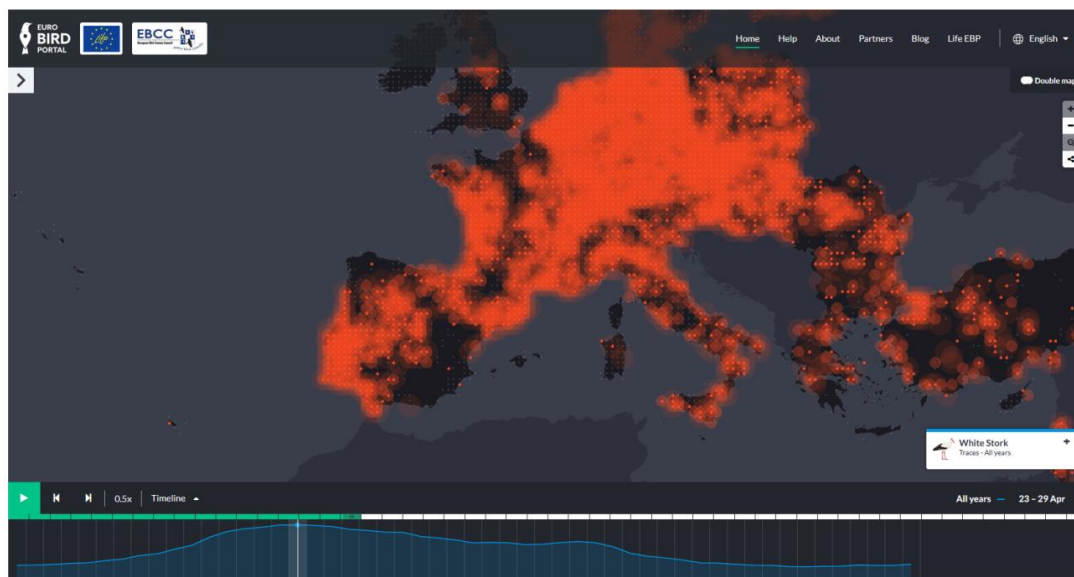 EURO
BIRD
PORTAL
EBCC
Home Help About Partners Blog Life EBP English
Double map
White Stork
Traces - All years
0.5x Timeline All years 23 – 29 Apr